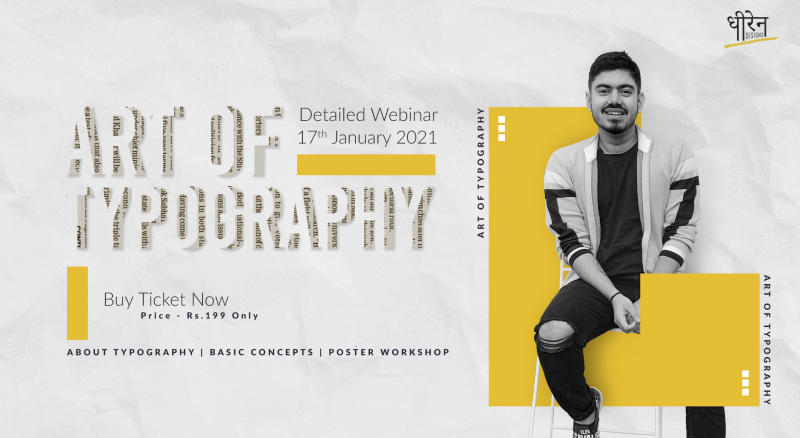 धीरेन
DESIGNS
ART OF
TYPOGRAPHY
Detailed Webinar
17th January 2021
Buy Ticket Now
Price - Rs.199 Only
ABOUT TYPOGRAPHY | BASIC CONCEPTS | POSTER WORKSHOP
ART OF TYPOGRAPHY
ART OF TYPOGRAPHY